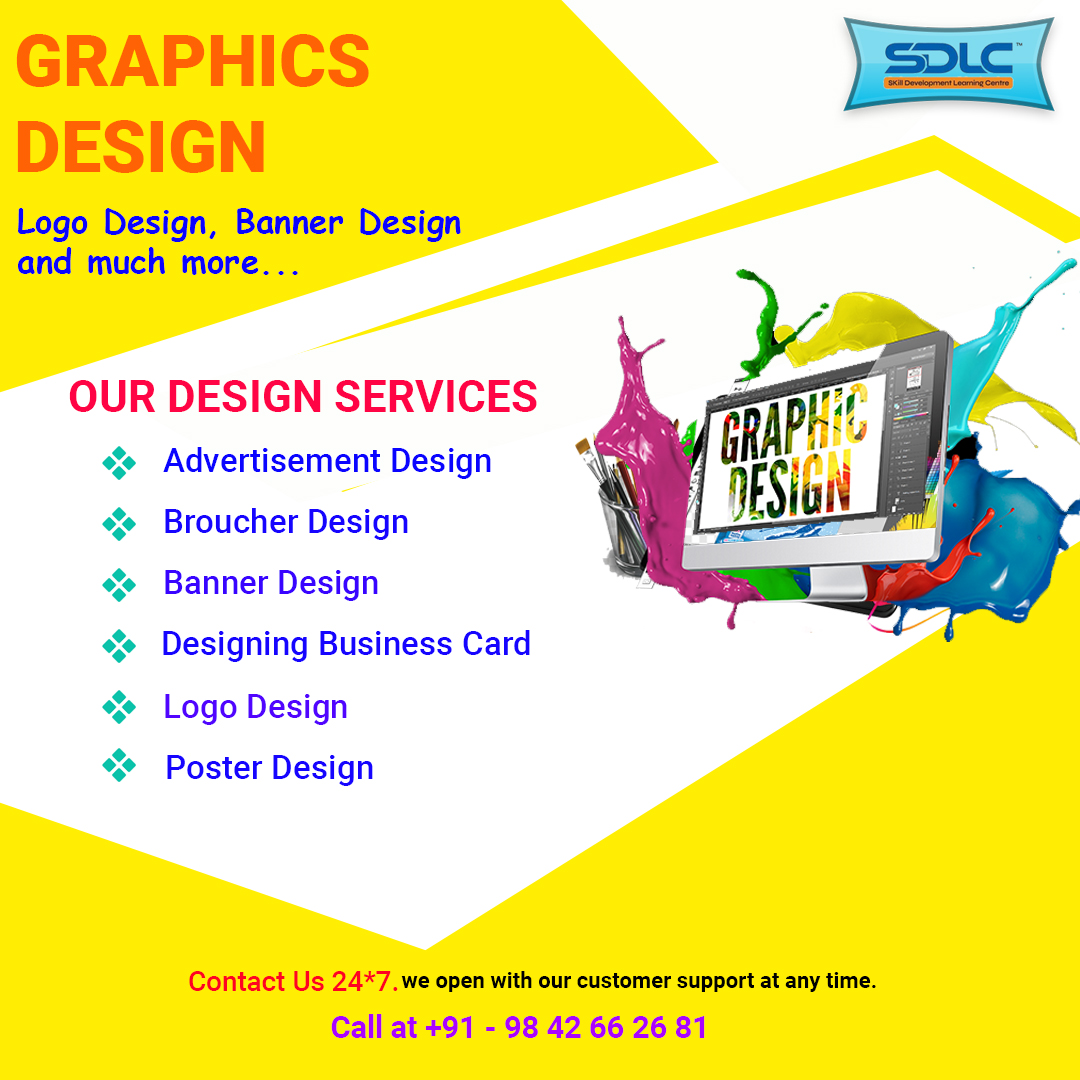 GRAPHICS
DESIGN
SDLC™
SKill Development Learning Centre
Logo Design, Banner Design
and much more...
GRAPHIC
DESIGN
OUR DESIGN SERVICES
Advertisement Design
Broucher Design
Banner Design
Designing Business Card
Logo Design
Poster Design
Contact Us 24*7. we open with our customer support at any time.
Call at +91 - 98 42 66 26 81